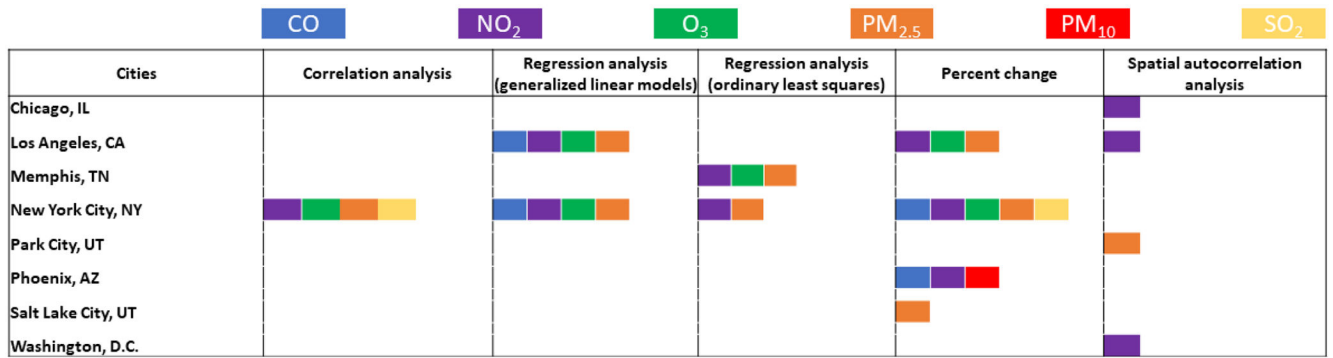 CO NO₂ O₃ PM₂.₅ PM₁₀ SO₂
Cities Correlation analysis Regression analysis (generalized linear models) Regression analysis (ordinary least squares) Percent change Spatial autocorrelation analysis
Chicago, IL
Los Angeles, CA
Memphis, TN
New York City, NY
Park City, UT
Phoenix, AZ
Salt Lake City, UT
Washington, D.C.